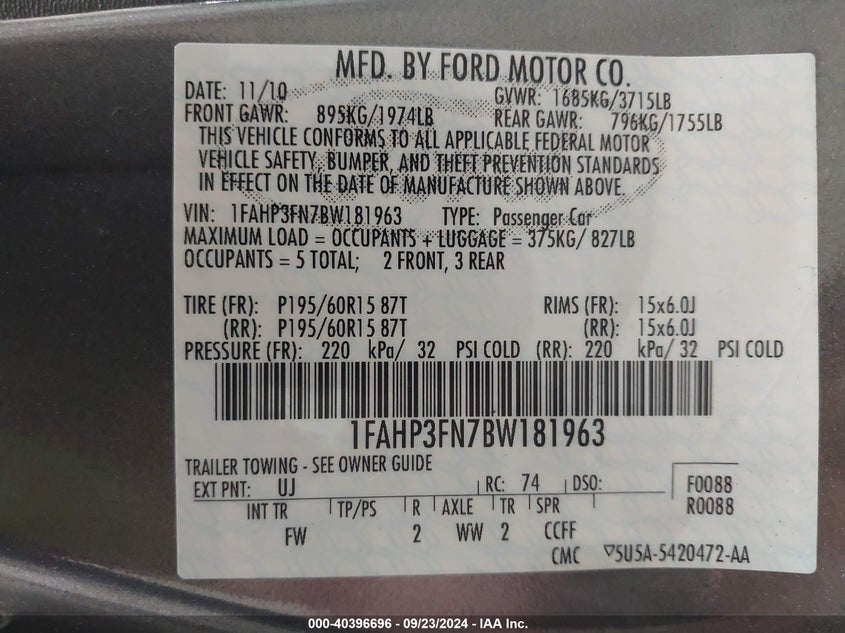 MFD. BY FORD MOTOR CO.
DATE: 11/10 GVWR: 1685KG/3715LB
FRONT GAWR: 895KG/1974LB REAR GAWR: 796KG/1755LB
THIS VEHICLE CONFORMS TO ALL APPLICABLE FEDERAL MOTOR
VEHICLE SAFETY, BUMPER, AND THEFT PREVENTION STANDARDS
IN EFFECT ON THE DATE OF MANUFACTURE SHOWN ABOVE.
VIN: 1FAHP3FN7BW181963 TYPE: Passenger Car
MAXIMUM LOAD = OCCUPANTS + LUGGAGE = 375KG/ 827LB
OCCUPANTS = 5 TOTAL; 2 FRONT, 3 REAR
TIRE (FR): P195/60R15 87T RIMS (FR): 15x6.0J
(RR): P195/60R15 87T (RR): 15x6.0J
PRESSURE (FR): 220 kPa/ 32 PSI COLD (RR): 220 kPa/ 32 PSI COLD
1FAHP3FN7BW181963
TRAILER TOWING - SEE OWNER GUIDE
EXT PNT: UJ RC: 74 DSO: F0088
INT TR TP/PS R AXLE TR SPR R0088
FW 2 WW 2 CCFF
CMC ▽5U5A-5420472-AA
000-40396696 - 09/23/2024 - IAA Inc.